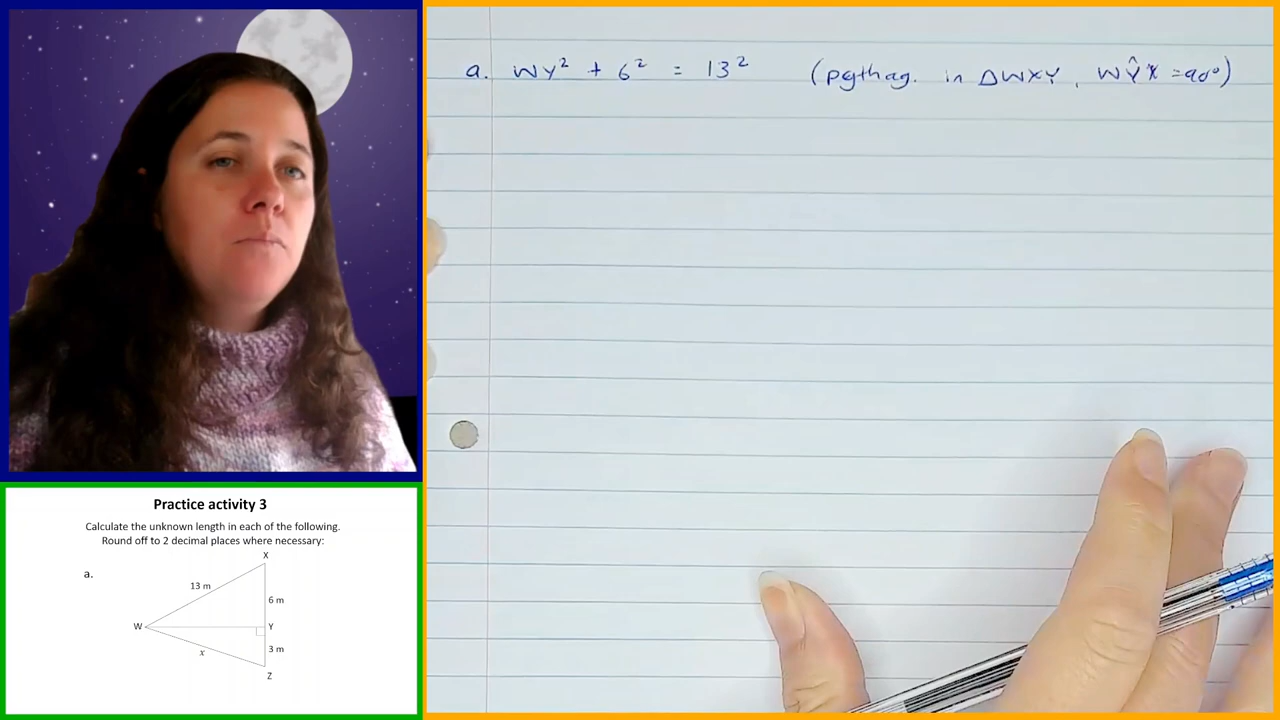 a. WY² + 6² = 13² (pythag. in ΔWXY, WŶX = 90°)
Practice activity 3
Calculate the unknown length in each of the following.
Round off to 2 decimal places where necessary:
a.
X
13 m
6 m
W
Y
x
3 m
Z